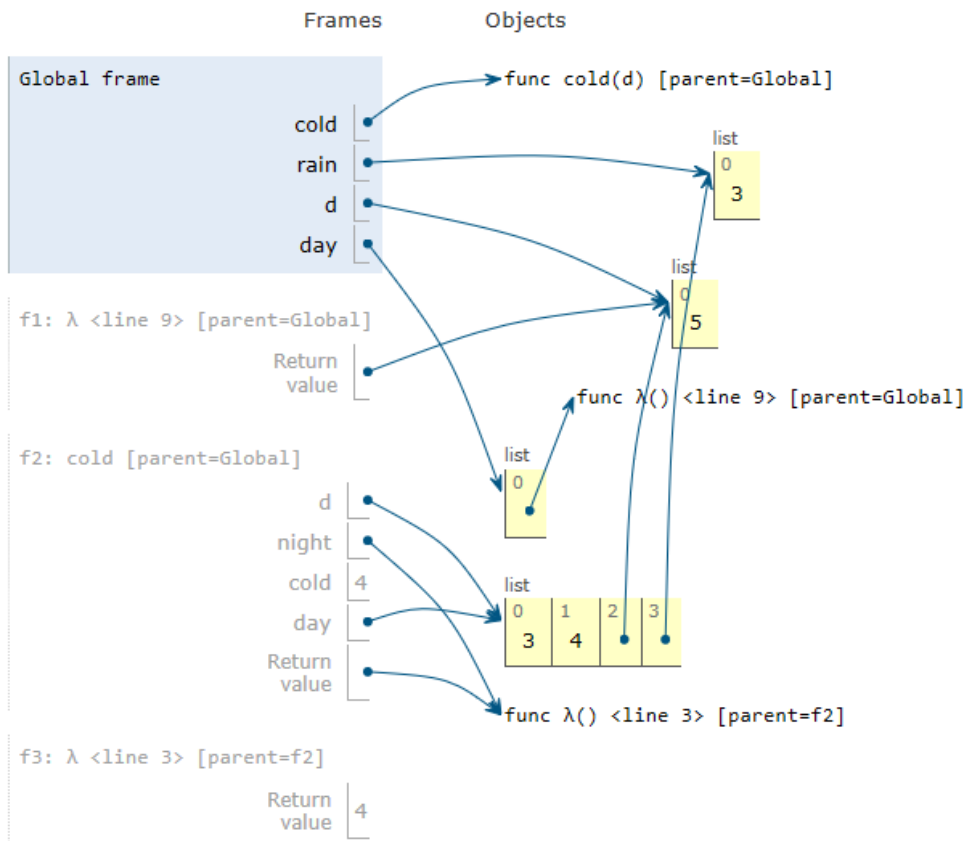 Frames Objects
Global frame
func cold(d) [parent=Global]
cold
list
rain
0
3
d
day
list
0
5
f1: λ <line 9> [parent=Global]
Return
value
func λ() <line 9> [parent=Global]
f2: cold [parent=Global]
list
0
d
night
cold 4
list
day
0 1 2 3
3 4
Return
value
func λ() <line 3> [parent=f2]
f3: λ <line 3> [parent=f2]
Return
value
4